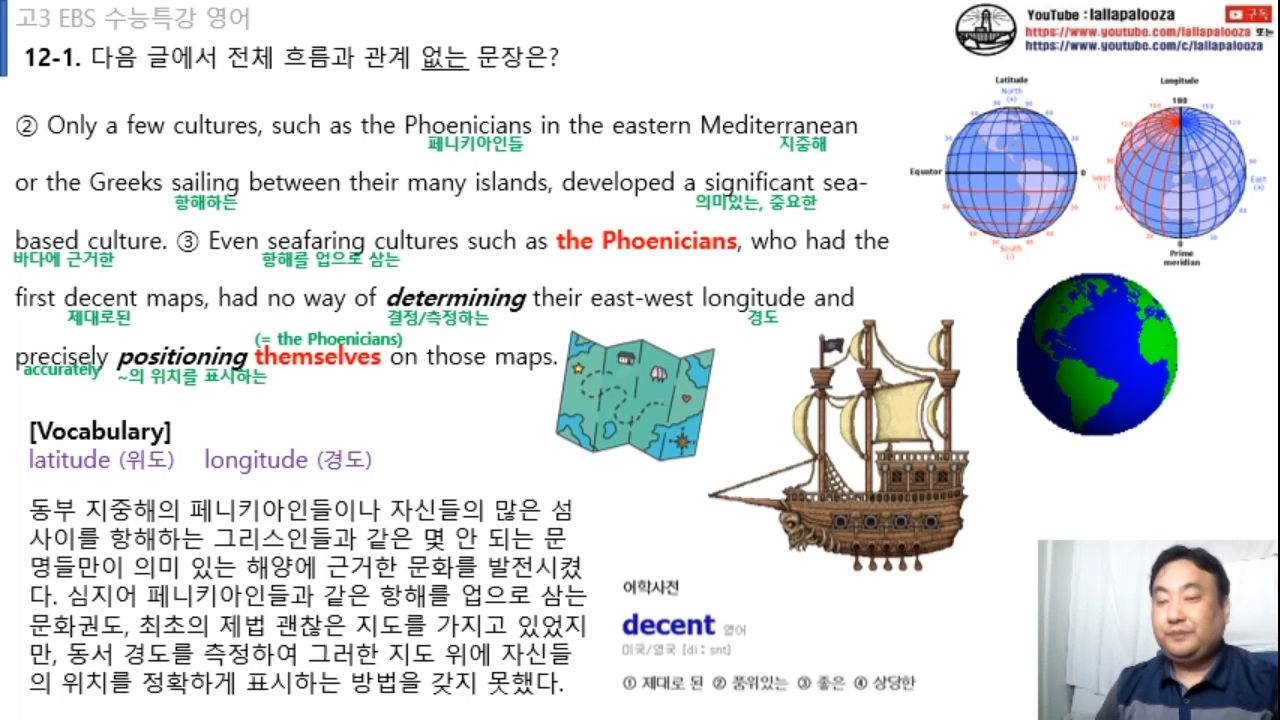 고3 EBS 수능특강 영어
YouTube : lallapalooza
구독
https://www.youtube.com/lallapalooza 또는
https://www.youtube.com/c/lallapalooza
12-1. 다음 글에서 전체 흐름과 관계 없는 문장은?
② Only a few cultures, such as the Phoenicians in the eastern Mediterranean
페니키아인들 지중해
or the Greeks sailing between their many islands, developed a significant sea-
항해하는 의미있는, 중요한
based culture. ③ Even seafaring cultures such as the Phoenicians, who had the
바다에 근거한 항해를 업으로 삼는
first decent maps, had no way of determining their east-west longitude and
제대로된 결정/측정하는 경도
(= the Phoenicians)
precisely positioning themselves on those maps.
accurately ~의 위치를 표시하는
Latitude
North
(+)
Equator
0
South
(-)
Longitude
180
West
(-)
East
(+)
0
Prime
meridian
[Vocabulary]
latitude (위도) longitude (경도)
동부 지중해의 페니키아인들이나 자신들의 많은 섬
사이를 항해하는 그리스인들과 같은 몇 안 되는 문
명들만이 의미 있는 해양에 근거한 문화를 발전시켰
다. 심지어 페니키아인들과 같은 항해를 업으로 삼는
문화권도, 최초의 제법 괜찮은 지도를 가지고 있었지
만, 동서 경도를 측정하여 그러한 지도 위에 자신들
의 위치를 정확하게 표시하는 방법을 갖지 못했다.
어학사전
decent 영어
미국/영국 [diːsnt]
① 제대로 된 ② 품위있는 ③ 좋은 ④ 상당한